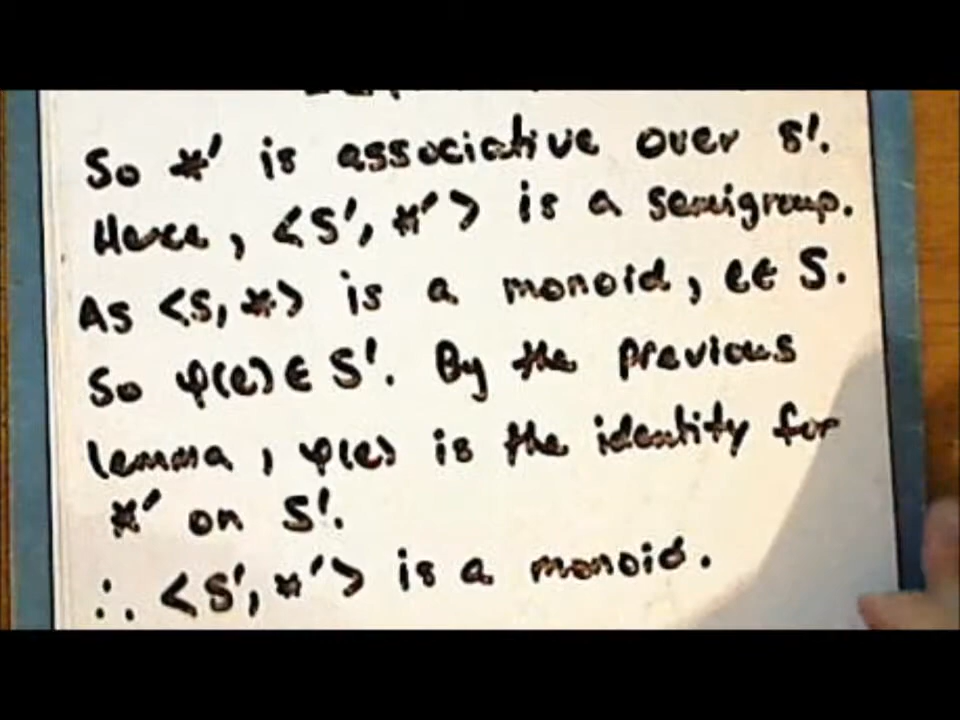 So *' is associative over S'.
Hence, <S', *'> is a semigroup.
As <S, *> is a monoid, e ∈ S.
So φ(e) ∈ S'. By the previous
lemma, φ(e) is the identity for
*' on S'.
∴ <S', *'> is a monoid.